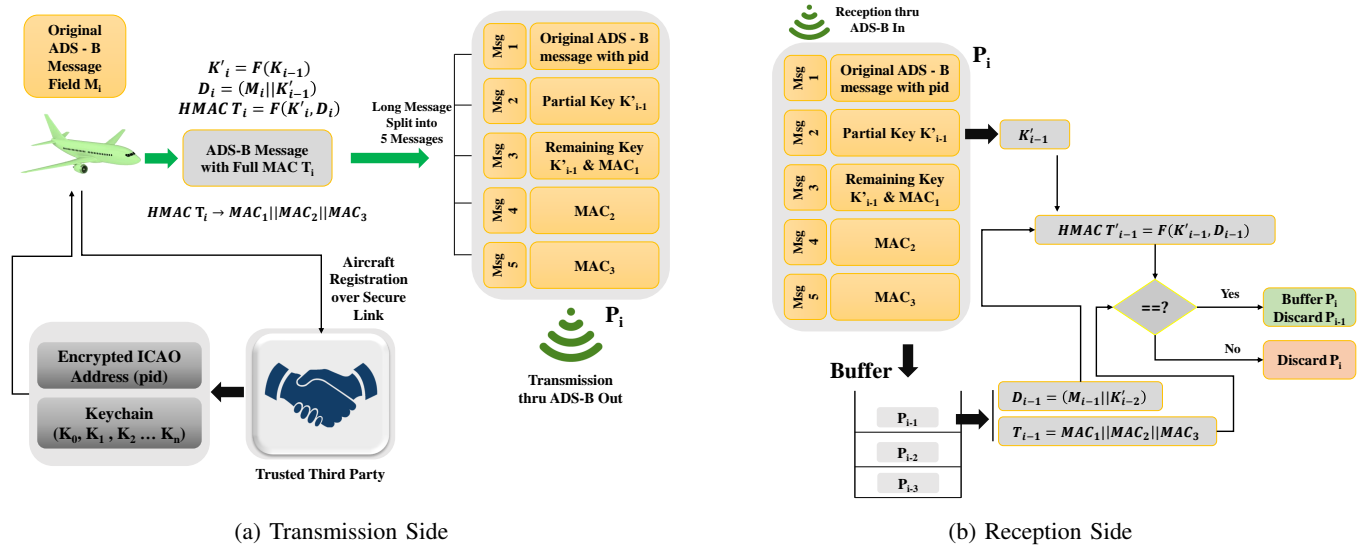 Original
ADS - B
Message
Field M_i
K'_i = F(K_{i-1})
D_i = (M_i||K'_{i-1})
HMAC T_i = F(K'_i, D_i)
ADS-B Message
with Full MAC T_i
HMAC T_i → MAC_1||MAC_2||MAC_3
Long Message
Split into
5 Messages
Msg 1
Original ADS - B
message with pid
Msg 2
Partial Key K'_{i-1}
Msg 3
Remaining Key
K'_{i-1} & MAC_1
Msg 4
MAC_2
Msg 5
MAC_3
P_i
Transmission
thru ADS-B Out
Aircraft
Registration
over Secure
Link
Encrypted ICAO
Address (pid)
Keychain
(K_0, K_1 , K_2 … K_n)
Trusted Third Party
(a) Transmission Side
Reception thru
ADS-B In
P_i
Msg 1
Original ADS - B
message with pid
Msg 2
Partial Key K'_{i-1}
Msg 3
Remaining Key
K'_{i-1} & MAC_1
Msg 4
MAC_2
Msg 5
MAC_3
K'_{i-1}
HMAC T'_{i-1} = F(K'_{i-1}, D_{i-1})
==?
Yes
Buffer P_i
Discard P_{i-1}
No
Discard P_i
Buffer
P_{i-1}
P_{i-2}
P_{i-3}
D_{i-1} = (M_{i-1}||K'_{i-2})
T_{i-1} = MAC_1||MAC_2||MAC_3
(b) Reception Side